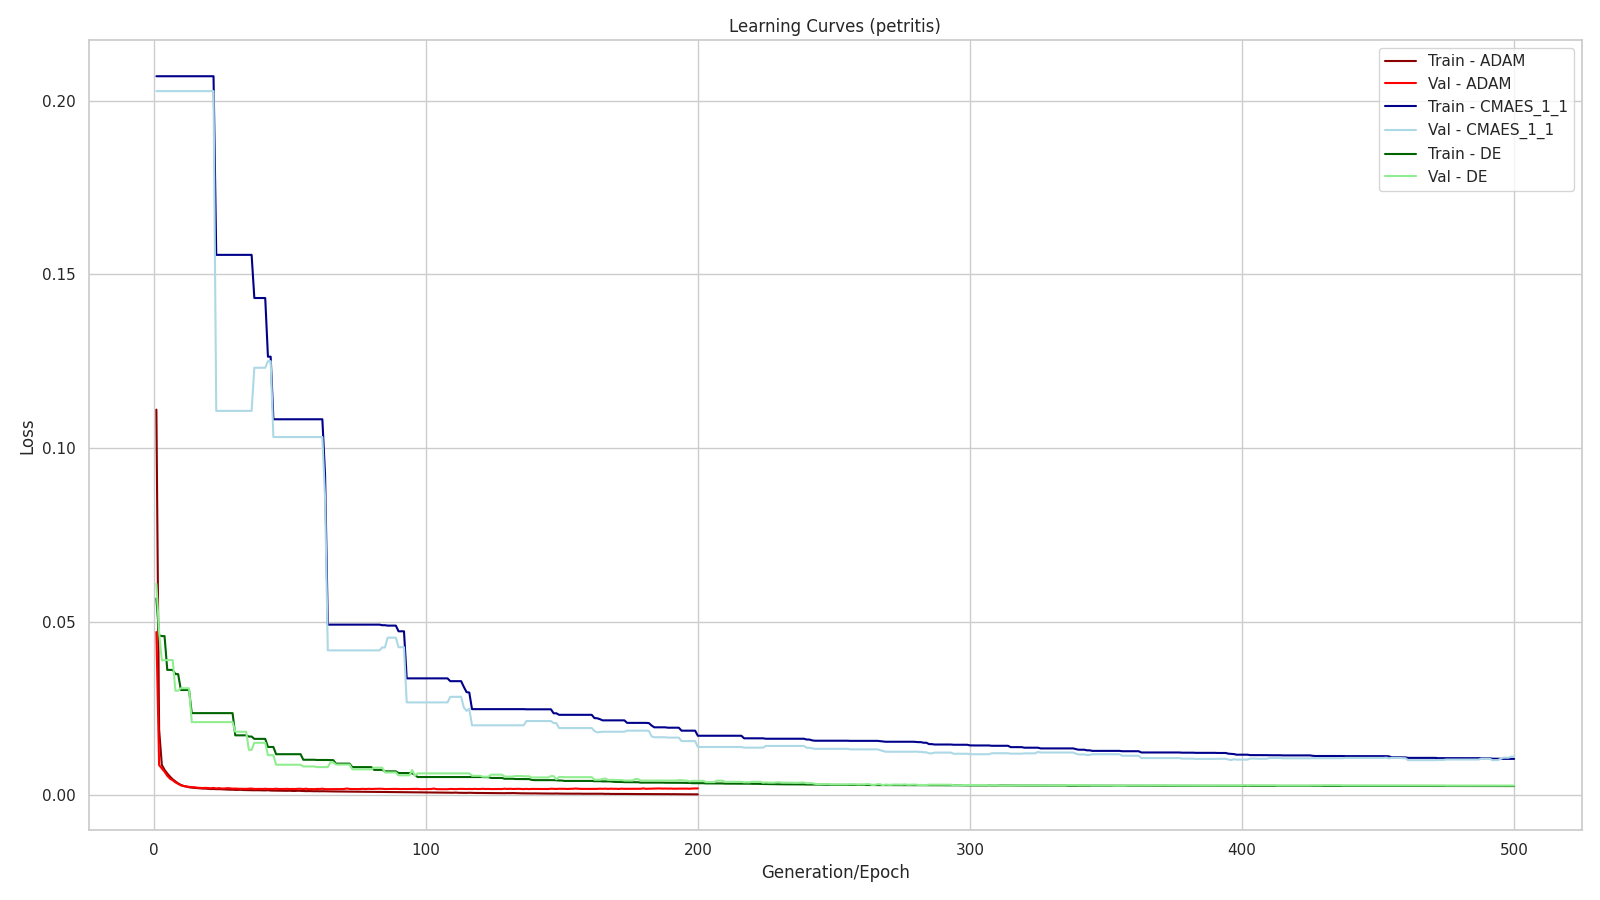 Learning Curves (petritis)
Train - ADAM
Val - ADAM
Train - CMAES_1_1
Val - CMAES_1_1
Train - DE
Val - DE
0.20
0.15
0.10
0.05
0.00
Loss
0
100
200
300
400
500
Generation/Epoch